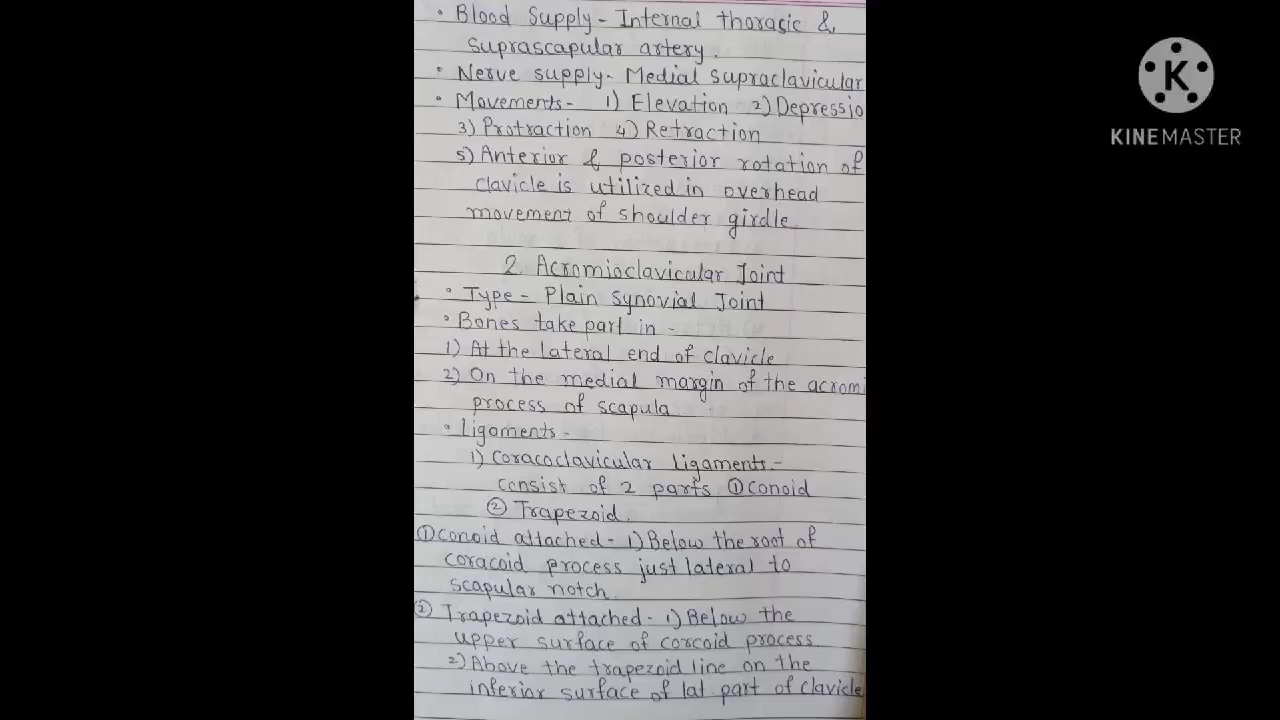 • Blood Supply - Internal thoracic &
suprascapular artery.
• Nerve supply - Medial supraclavicular
• Movements - 1) Elevation 2) Depressio
3) Protraction 4) Retraction
5) Anterior & posterior rotation of
clavicle is utilized in overhead
movement of shoulder girdle.
2. Acromioclavicular Joint
• Type - Plain synovial Joint
• Bones take part in -
1) At the lateral end of clavicle
2) On the medial margin of the acromi
process of scapula
• Ligaments -
1) Coracoclavicular Ligaments -
consist of 2 parts ① conoid
② Trapezoid.
① conoid attached - 1) Below the root of
coracoid process just lateral to
scapular notch.
② Trapezoid attached - 1) Below the
upper surface of corcoid process
2) Above the trapezoid line on the
inferior surface of lat part of clavicle
K
KINEMASTER